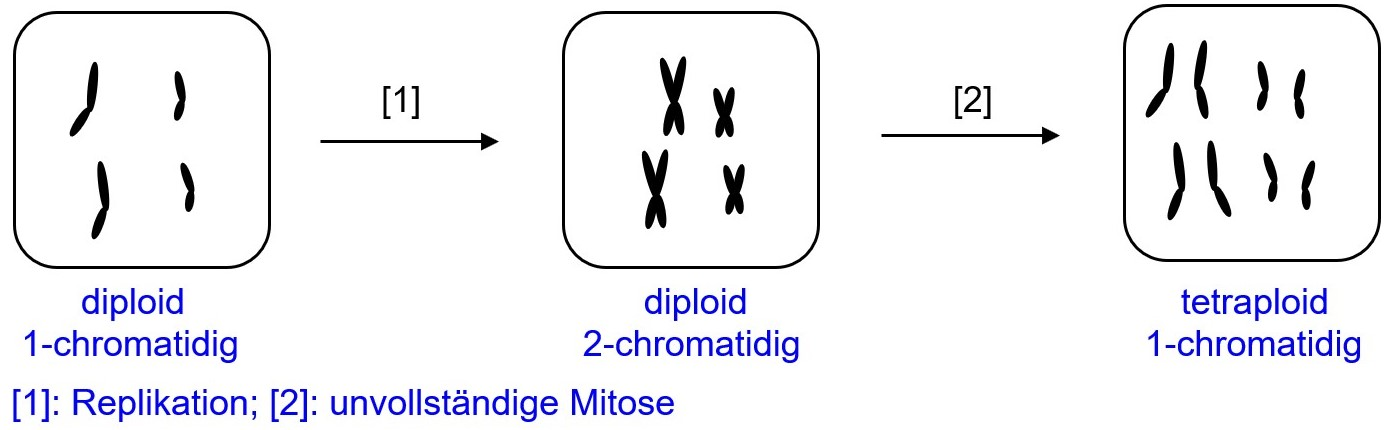 [1]
[2]
diploid
1-chromatidig
diploid
2-chromatidig
tetraploid
1-chromatidig
[1]: Replikation; [2]: unvollständige Mitose